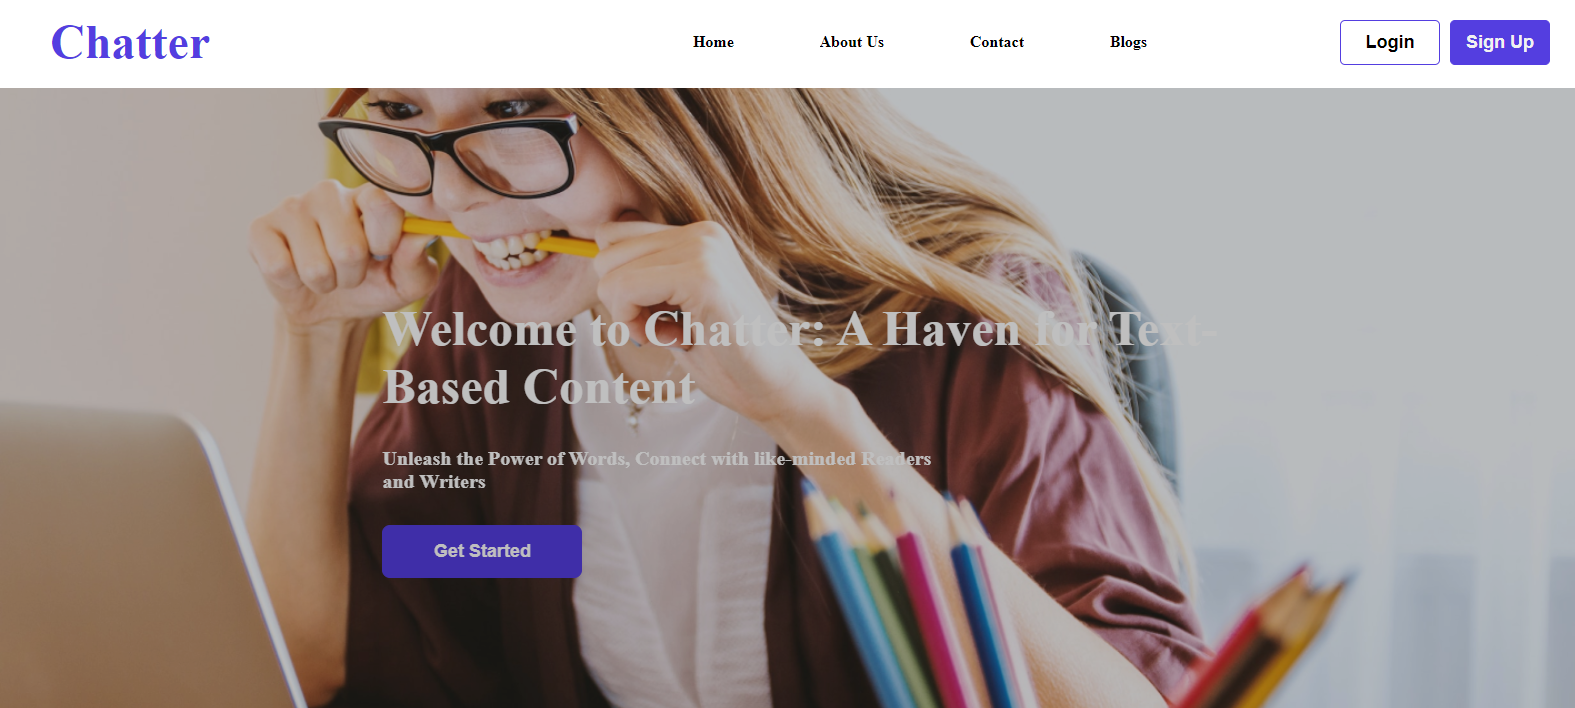 Chatter
Home
About Us
Contact
Blogs
Login
Sign Up
Welcome to Chatter: A Haven for Text-
Based Content
Unleash the Power of Words, Connect with like-minded Readers
and Writers
Get Started